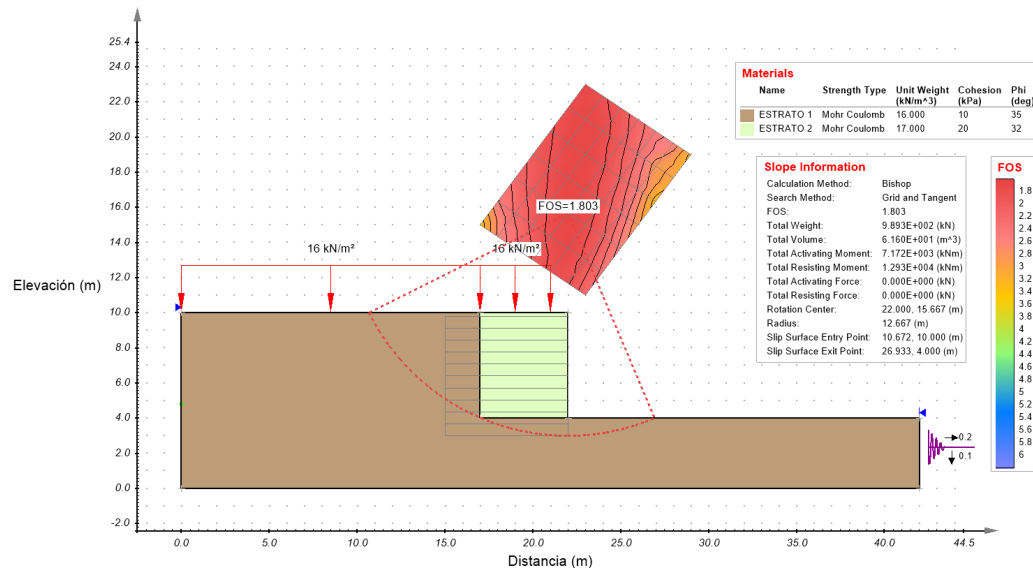 25.4
24.0
22.0
20.0
18.0
16.0
14.0
12.0
10.0
8.0
6.0
4.0
2.0
0.0
-2.0
Elevación (m)
0.0
5.0
10.0
15.0
20.0
25.0
30.0
35.0
40.0
44.5
Distancia (m)
FOS=1.803
16 kN/m²
16 kN/m²
0.2
0.1
Materials
Name Strength Type Unit Weight (kN/m^3) Cohesion (kPa) Phi (deg)
ESTRATO 1 Mohr Coulomb 16.000 10 35
ESTRATO 2 Mohr Coulomb 17.000 20 32
Slope Information
Calculation Method: Bishop
Search Method: Grid and Tangent
FOS: 1.803
Total Weight: 9.893E+002 (kN)
Total Volume: 6.160E+001 (m^3)
Total Activating Moment: 7.172E+003 (kNm)
Total Resisting Moment: 1.293E+004 (kNm)
Total Activating Force: 0.000E+000 (kN)
Total Resisting Force: 0.000E+000 (kN)
Rotation Center: 22.000, 15.667 (m)
Radius: 12.667 (m)
Slip Surface Entry Point: 10.672, 10.000 (m)
Slip Surface Exit Point: 26.933, 4.000 (m)
FOS
1.8
2
2.2
2.4
2.6
2.8
3
3.2
3.4
3.6
3.8
4
4.2
4.4
4.6
4.8
5
5.2
5.4
5.6
5.8
6